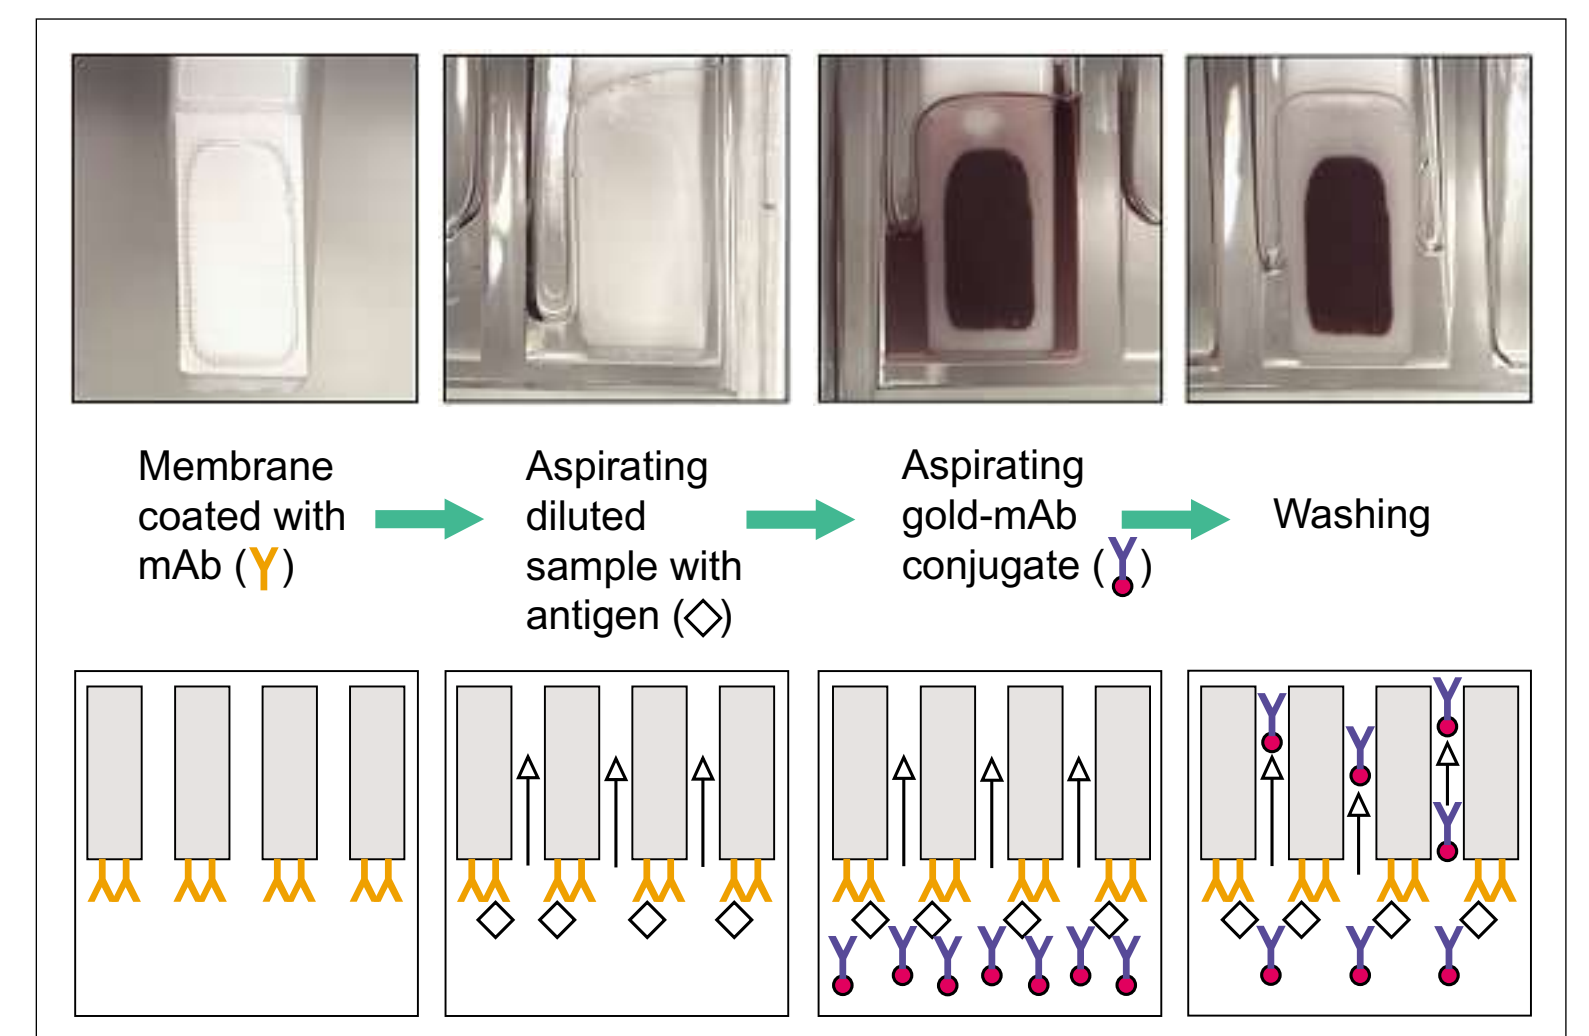 Membrane
coated with
mAb ( )
Aspirating
diluted
sample with
antigen ( )
Aspirating
gold-mAb
conjugate ( )
Washing